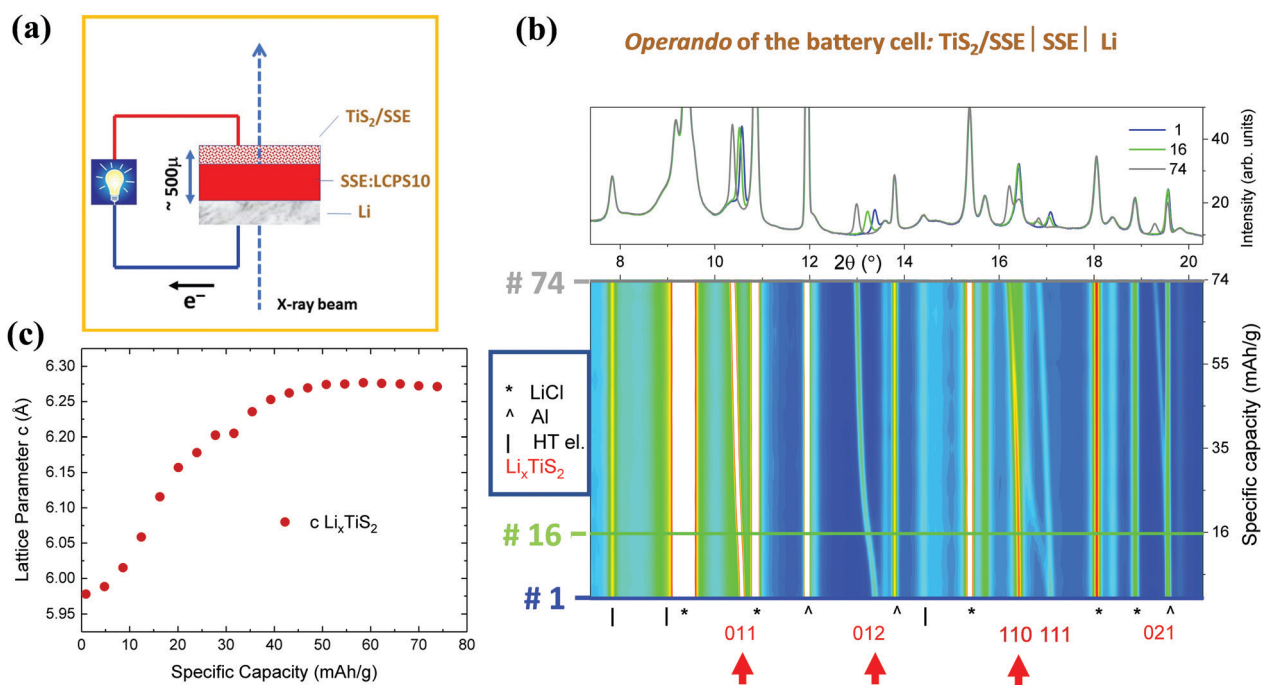 (a)
TiS₂/SSE
SSE:LCPS10
Li
~ 500μ
e⁻
X-ray beam
(b)
Operando of the battery cell: TiS₂/SSE | SSE | Li
1
16
74
40
20
Intensity (arb. units)
8 10 12 14 16 18 20
2θ (°)
# 74
# 16
# 1
* LiCl
^ Al
| HT el.
LiₓTiS₂
74
55
35
16
Specific capacity (mAh/g)
| | * * ^ ^ | * * * ^
011 012 110 111 021
(c)
6.30
6.25
6.20
6.15
6.10
6.05
6.00
5.95
Lattice Parameter c (Å)
c LiₓTiS₂
0 10 20 30 40 50 60 70 80
Specific Capacity (mAh/g)